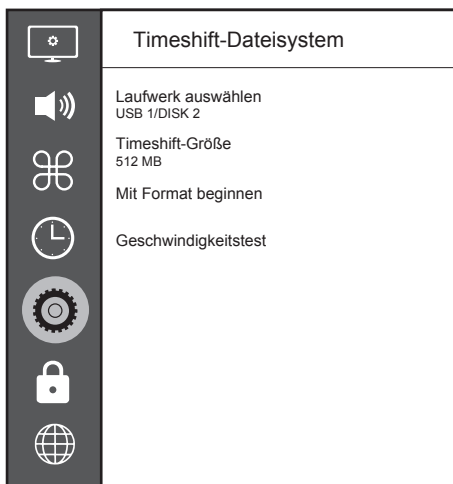 Timeshift-Dateisystem
Laufwerk auswählen
USB 1/DISK 2
Timeshift-Größe
512 MB
Mit Format beginnen
Geschwindigkeitstest